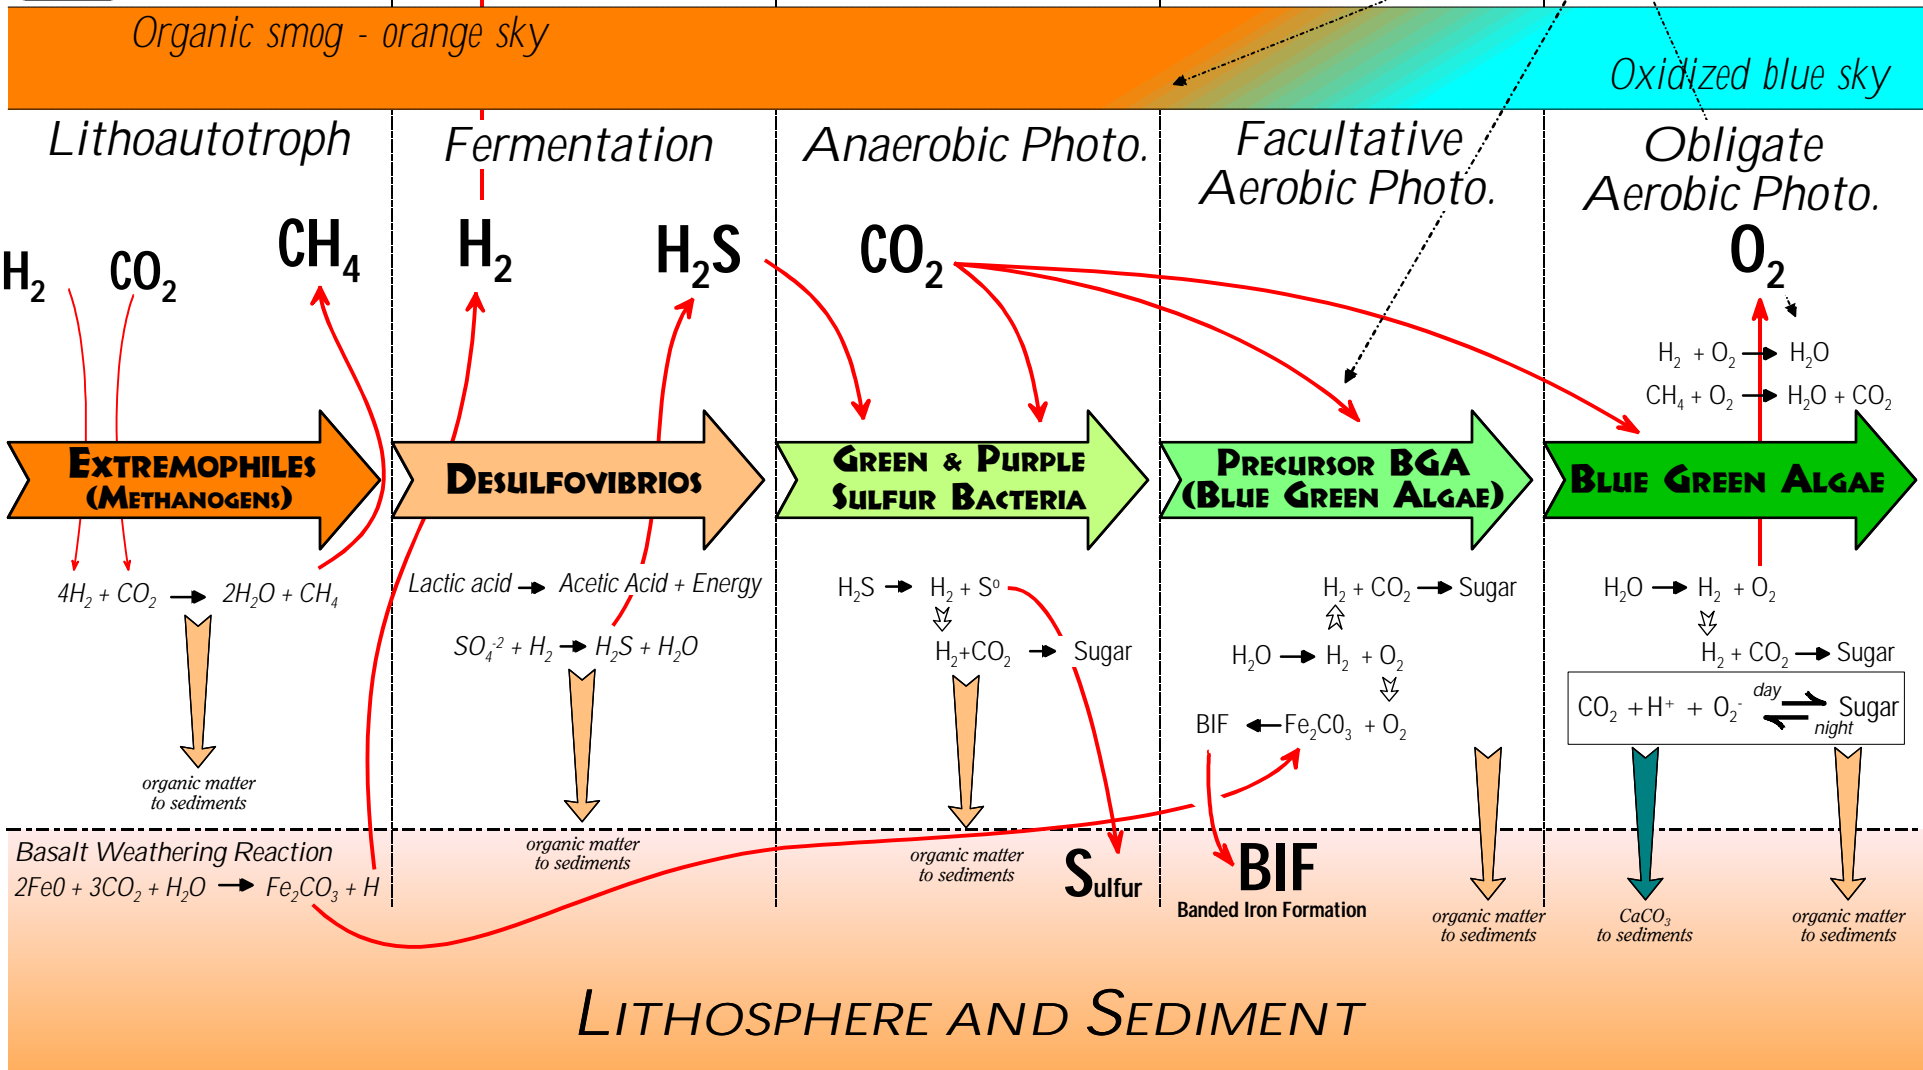 Organic smog - orange sky
Oxidized blue sky
Lithoautotroph
Fermentation
Anaerobic Photo.
Facultative
Aerobic Photo.
Obligate
Aerobic Photo.
H2
CO2
CH4
H2
H2S
CO2
O2
H2 + O2 → H2O
CH4 + O2 → H2O + CO2
EXTREMOPHILES
(METHANOGENS)
DESULFOVIBRIOS
GREEN & PURPLE
SULFUR BACTERIA
PRECURSOR BGA
(BLUE GREEN ALGAE)
BLUE GREEN ALGAE
4H2 + CO2 → 2H2O + CH4
organic matter
to sediments
Lactic acid → Acetic Acid + Energy
SO4-2 + H2 → H2S + H2O
organic matter
to sediments
H2S → H2 + So
H2+CO2 → Sugar
organic matter
to sediments
Sulfur
H2 + CO2 → Sugar
H2O → H2 + O2
BIF ← Fe2C03 + O2
BIF
Banded Iron Formation
organic matter
to sediments
H2O → H2 + O2
H2 + CO2 → Sugar
CO2 + H+ + O2- day night Sugar
CaCO3
to sediments
organic matter
to sediments
Basalt Weathering Reaction
2Fe0 + 3CO2 + H2O → Fe2CO3 + H
LITHOSPHERE AND SEDIMENT